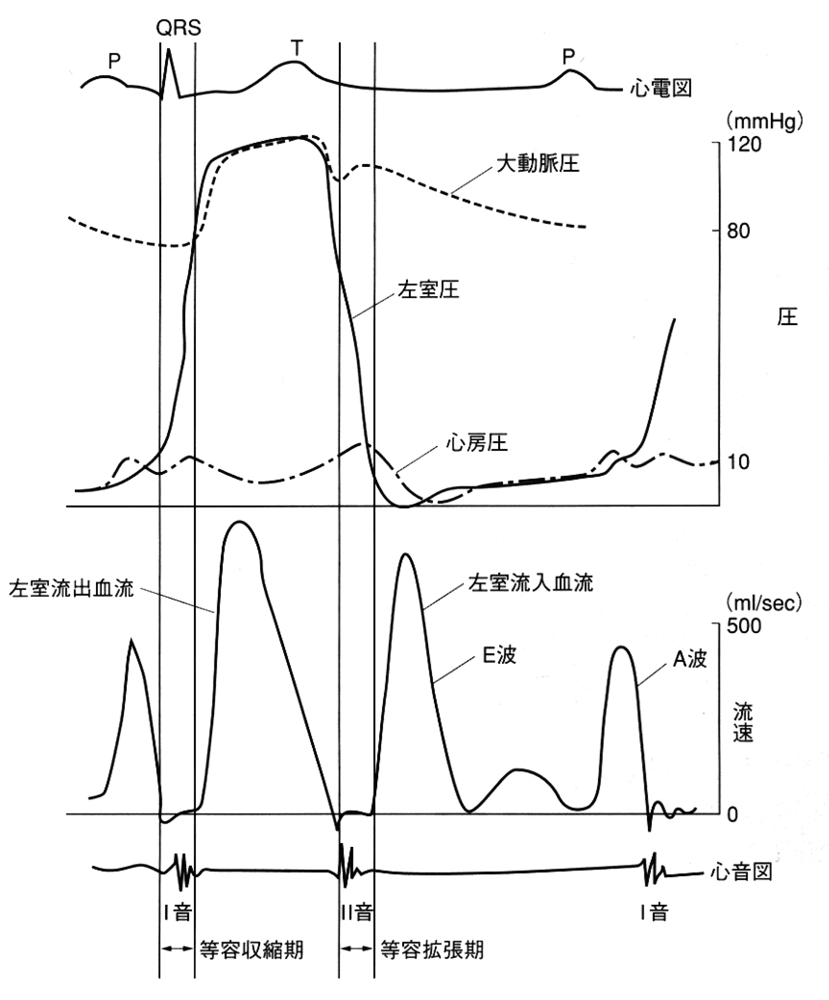 QRS
P
T
P
心電図
(mmHg)
120
大動脈圧
80
左室圧
圧
心房圧
10
左室流出血流
左室流入血流
(ml/sec)
500
E波
A波
流速
0
心音図
I音
II音
I音
等容収縮期
等容拡張期